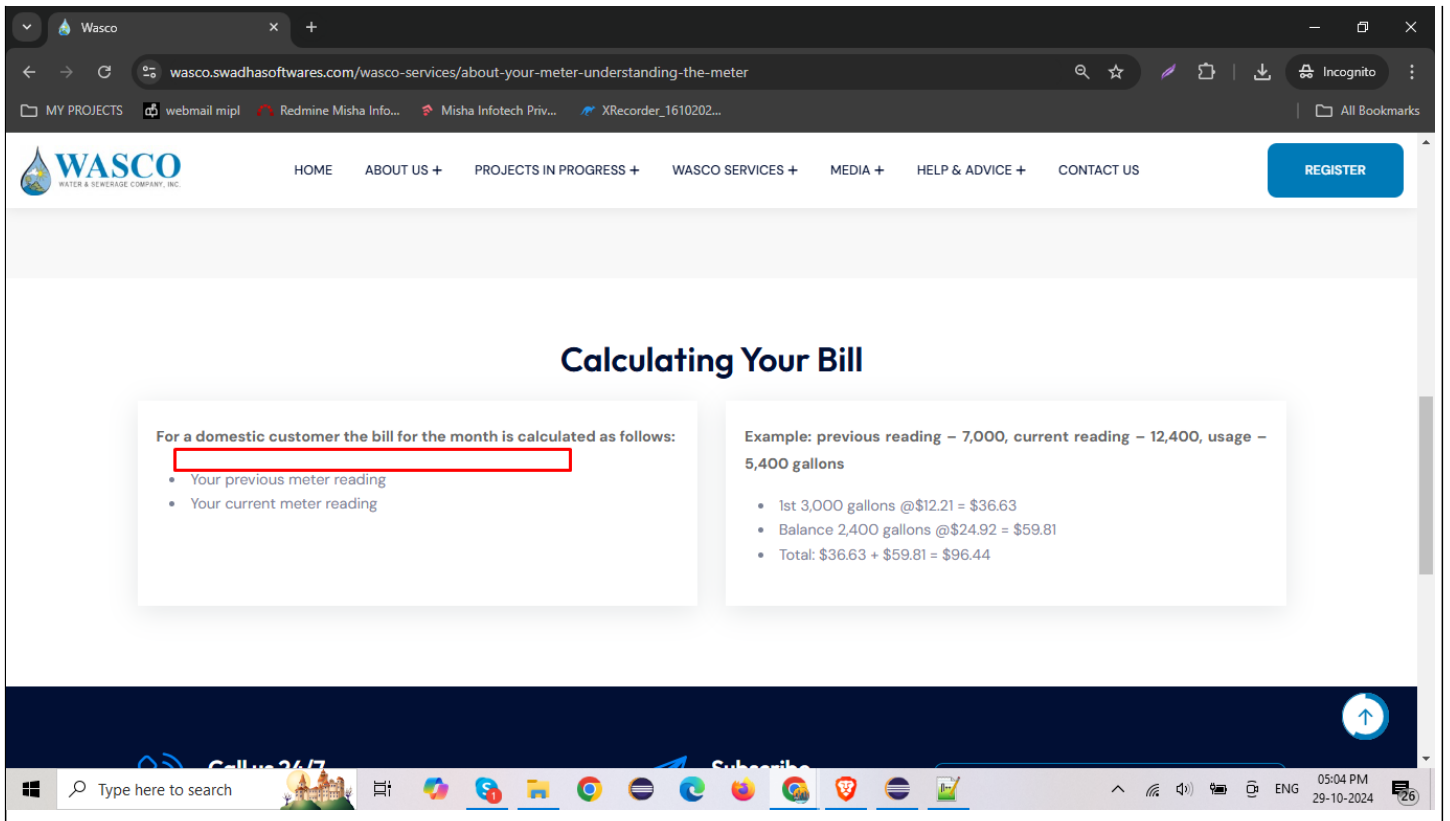 Wasco
wasco.swadhasoftwares.com/wasco-services/about-your-meter-understanding-the-meter
Incognito
MY PROJECTS
webmail mipl
Redmine Misha Info...
Misha Infotech Priv...
XRecorder_1610202...
All Bookmarks
WASCO
WATER & SEWERAGE COMPANY, INC.
HOME
ABOUT US +
PROJECTS IN PROGRESS +
WASCO SERVICES +
MEDIA +
HELP & ADVICE +
CONTACT US
REGISTER
Calculating Your Bill
For a domestic customer the bill for the month is calculated as follows:
• Your previous meter reading
• Your current meter reading
Example: previous reading – 7,000, current reading – 12,400, usage –
5,400 gallons
• 1st 3,000 gallons @$12.21 = $36.63
• Balance 2,400 gallons @$24.92 = $59.81
• Total: $36.63 + $59.81 = $96.44
Call us 24/7
Subscribe
Type here to search
1
ENG
05:04 PM
29-10-2024
26